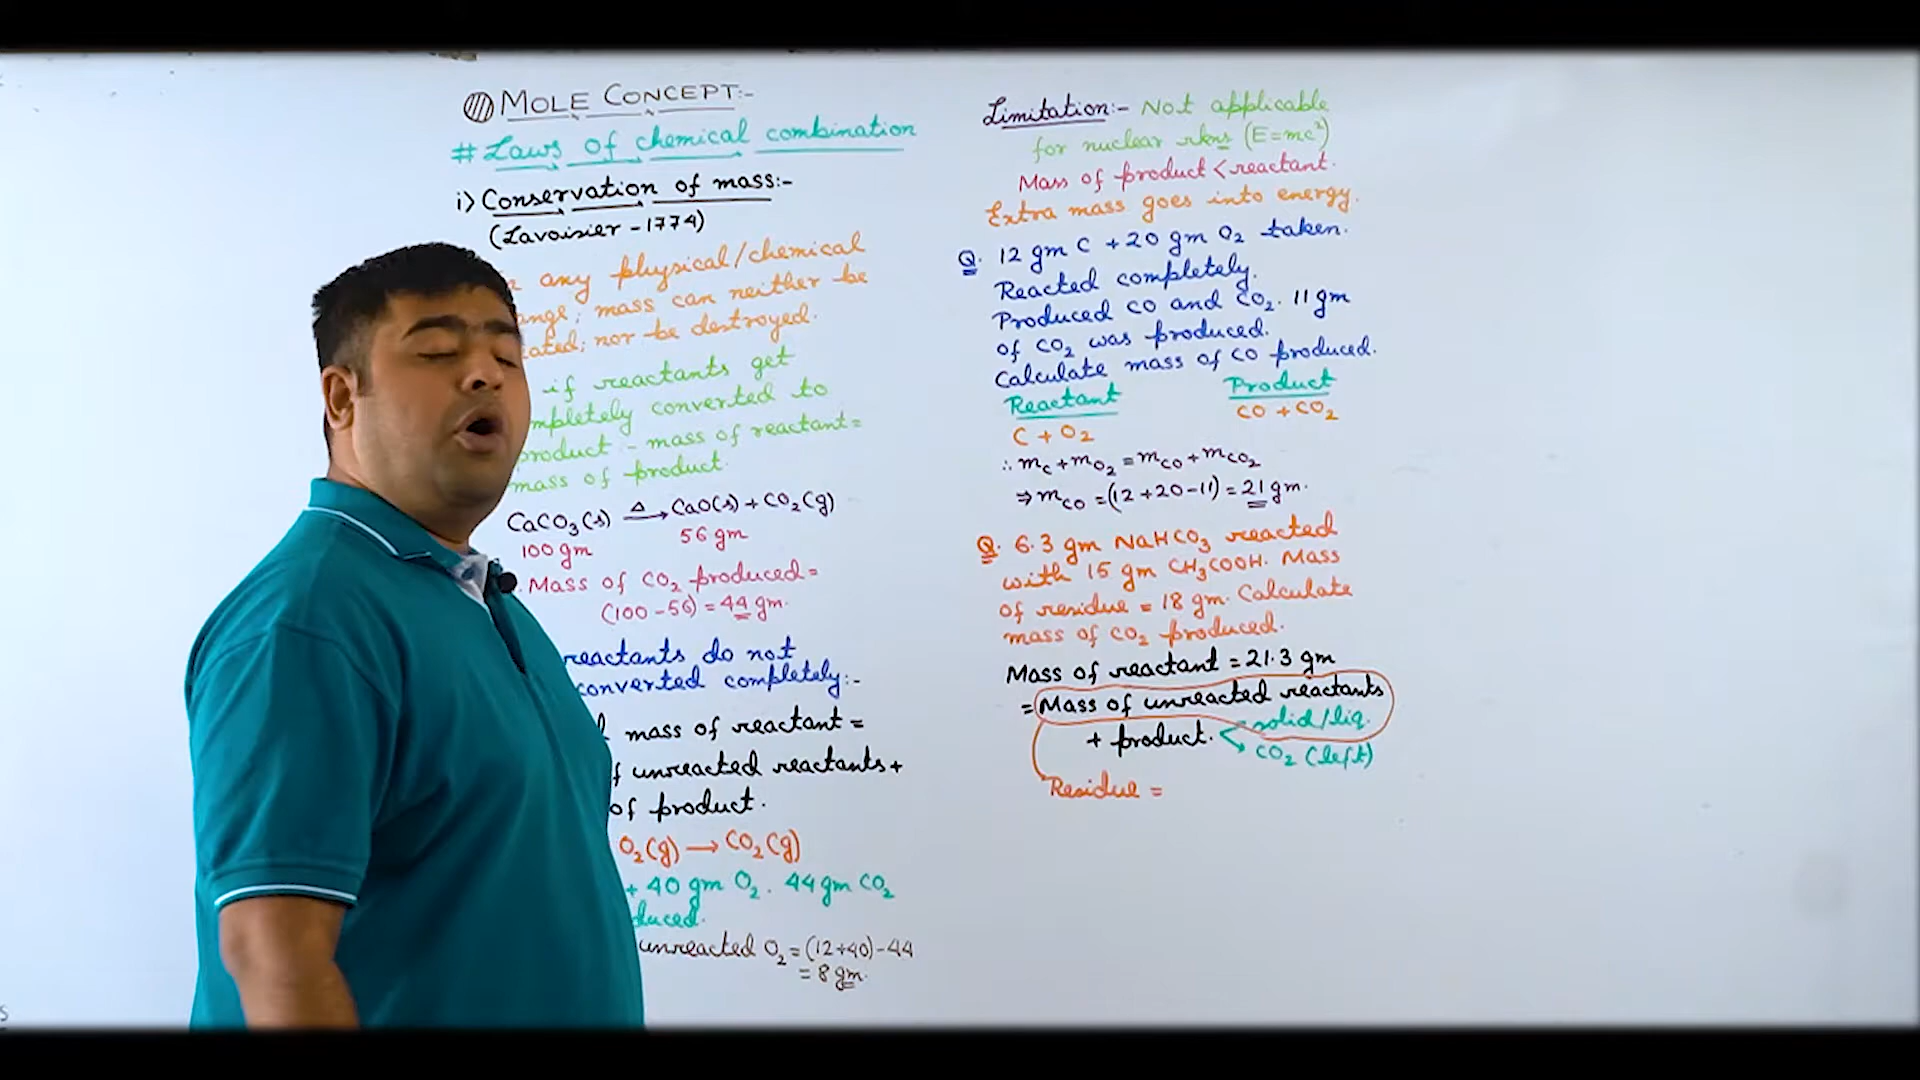 MOLE CONCEPT:-
# Laws of chemical combination
i) Conservation of mass:-
(Lavoisier - 1774)
any physical/chemical
ange; mass can neither be
ated; nor be destroyed.
if reactants get
mpletely converted to
product - mass of reactant =
mass of product.
CaCO₃(s) —Δ→ CaO(s) + CO₂(g)
100 gm 56 gm
. Mass of CO₂ produced =
(100 - 56) = 44 gm.
reactants do not
converted completely:-
mass of reactant =
f unreacted reactants +
of product.
O₂(g) → CO₂(g)
+ 40 gm O₂. 44 gm CO₂
duced.
unreacted O₂ = (12+40) - 44
= 8 gm.
Limitation:- Not applicable
for nuclear rxns (E=mc²)
Mass of product < reactant.
Extra mass goes into energy.
Q. 12 gm C + 20 gm O₂ taken.
Reacted completely.
Produced CO and CO₂. 11 gm
of CO₂ was produced.
Calculate mass of CO produced.
Reactant Product
C + O₂ CO + CO₂
∴ mC + mO₂ = mCO + mCO₂
⇒ mCO = (12 + 20 - 11) = 21 gm.
Q. 6.3 gm NaHCO₃ reacted
with 15 gm CH₃COOH. Mass
of residue = 18 gm. Calculate
mass of CO₂ produced.
Mass of reactant = 21.3 gm
= Mass of unreacted reactants
+ product. solid/liq.
CO₂ (left)
Residue =